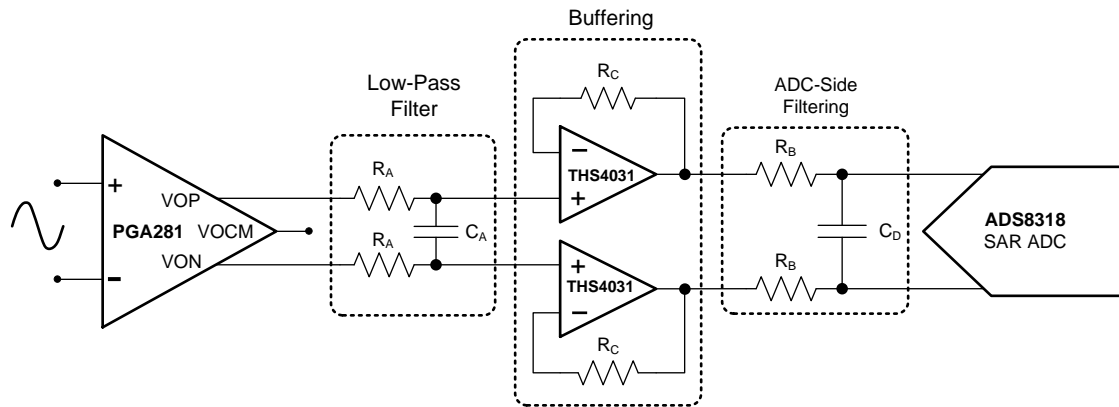 Buffering
Low-Pass
Filter
ADC-Side
Filtering
R_C
R_A
R_B
THS4031
VOP
PGA281
VOCM
C_A
C_D
ADS8318
SAR ADC
VON
R_A
THS4031
R_B
R_C